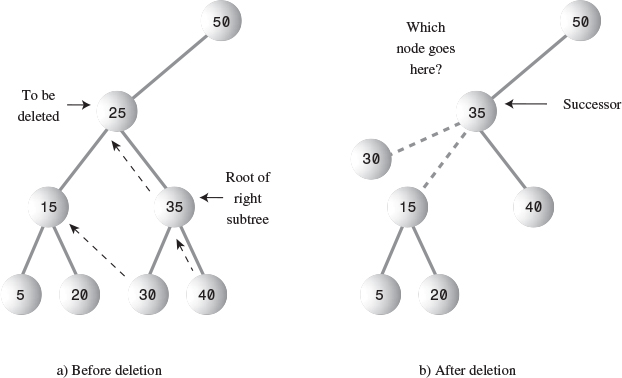 50
To be
deleted
25
Root of
right
subtree
15
35
5
20
30
40
a) Before deletion
Which
node goes
here?
50
35
Successor
30
15
40
5
20
b) After deletion